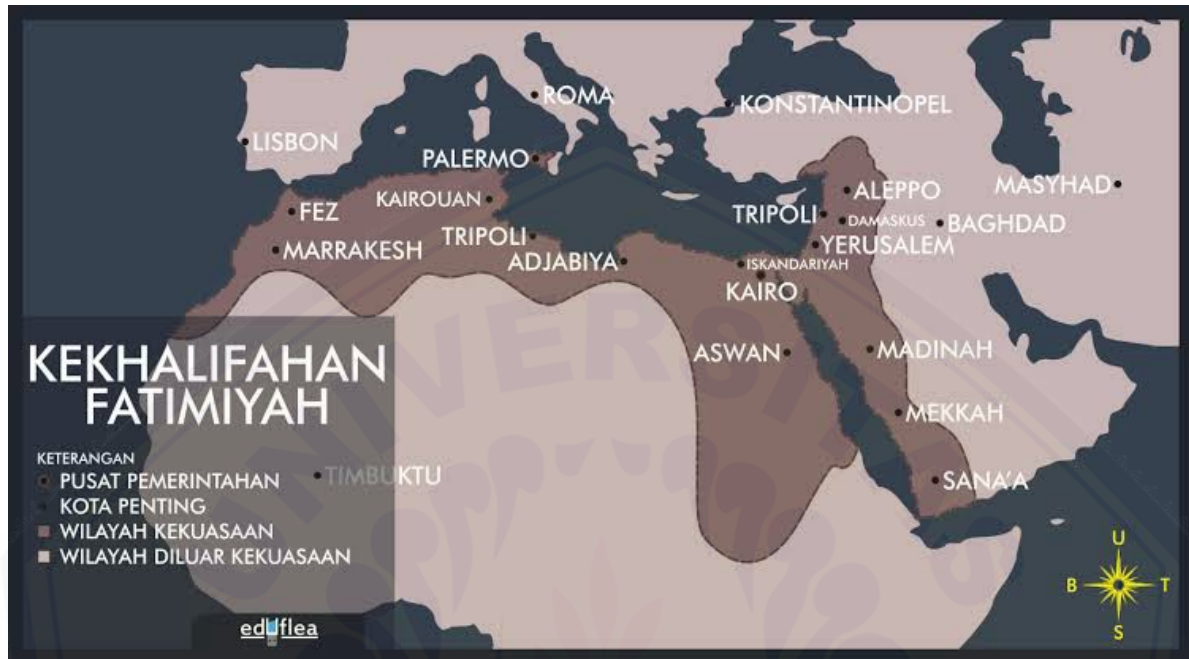 ROMA
KONSTANTINOPEL
LISBON
PALERMO
ALEPPO
MASYHAD
KAIROUAN
FEZ
TRIPOLI
DAMASKUS
BAGHDAD
TRIPOLI
YERUSALEM
MARRAKESH
ADJABIYA
ISKANDARIYAH
KAIRO
ASWAN
MADINAH
MEKKAH
SANA'A
KEKHALIFAHAN
FATIMIYAH
KETERANGAN
PUSAT PEMERINTAHAN
TIMBUKTU
KOTA PENTING
WILAYAH KEKUASAAN
WILAYAH DILUAR KEKUASAAN
eduflea
U
B
T
S
UNIVERSITAS